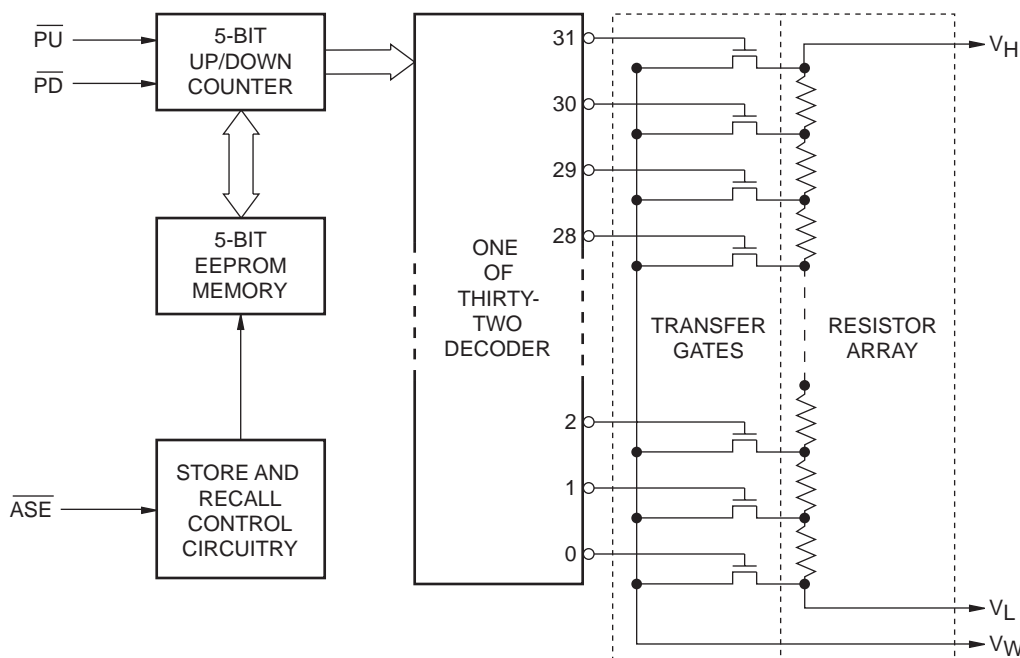 PU
PD
5-BIT
UP/DOWN
COUNTER
5-BIT
EEPROM
MEMORY
ASE
STORE AND
RECALL
CONTROL
CIRCUITRY
ONE
OF
THIRTY-
TWO
DECODER
31
30
29
28
2
1
0
TRANSFER
GATES
RESISTOR
ARRAY
VH
VL
VW